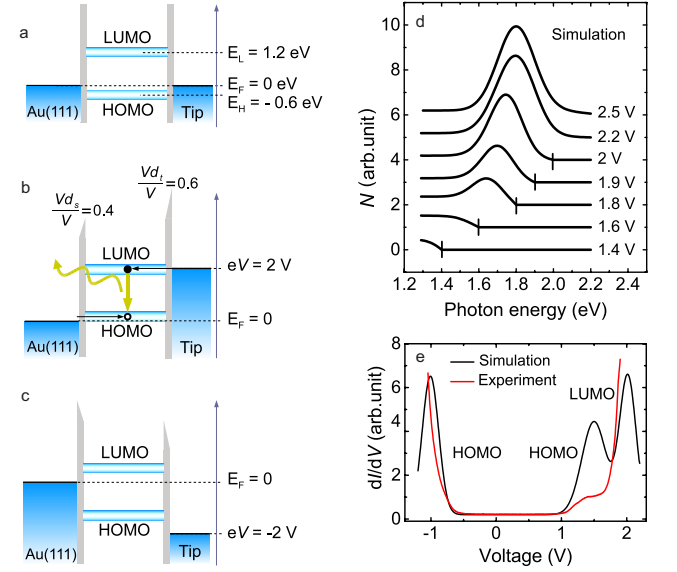 a
LUMO
E_L = 1.2 eV
E_F = 0 eV
E_H = - 0.6 eV
Au(111)
HOMO
Tip
b
Vd_s/V = 0.4
Vd_t/V = 0.6
LUMO
eV = 2 V
HOMO
E_F = 0
Au(111)
Tip
c
LUMO
E_F = 0
HOMO
eV = -2 V
Au(111)
Tip
d
Simulation
N (arb.unit)
10
8
6
4
2
0
2.5 V
2.2 V
2 V
1.9 V
1.8 V
1.6 V
1.4 V
1.2 1.4 1.6 1.8 2.0 2.2 2.4
Photon energy (eV)
e
Simulation
Experiment
LUMO
HOMO
HOMO
dI/dV (arb.unit)
8
6
4
2
0
-1 0 1 2
Voltage (V)